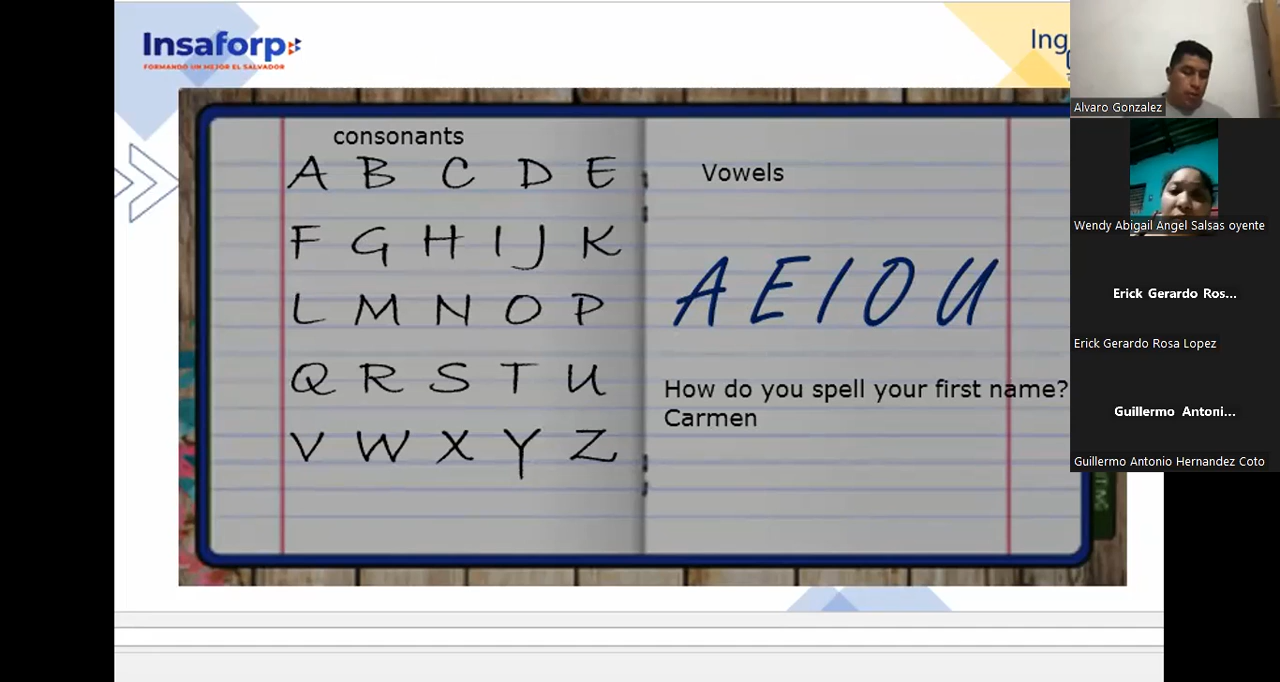 Insaforp
FORMANDO UN MEJOR EL SALVADOR
Ing
consonants
A B C D E
F G H I J K
L M N O P
Q R S T U
V W X Y Z
Vowels
A E I O U
How do you spell your first name?
Carmen
Alvaro Gonzalez
Wendy Abigail Angel Salsas oyente
Erick Gerardo Ros...
Erick Gerardo Rosa Lopez
Guillermo Antoni...
Guillermo Antonio Hernandez Coto